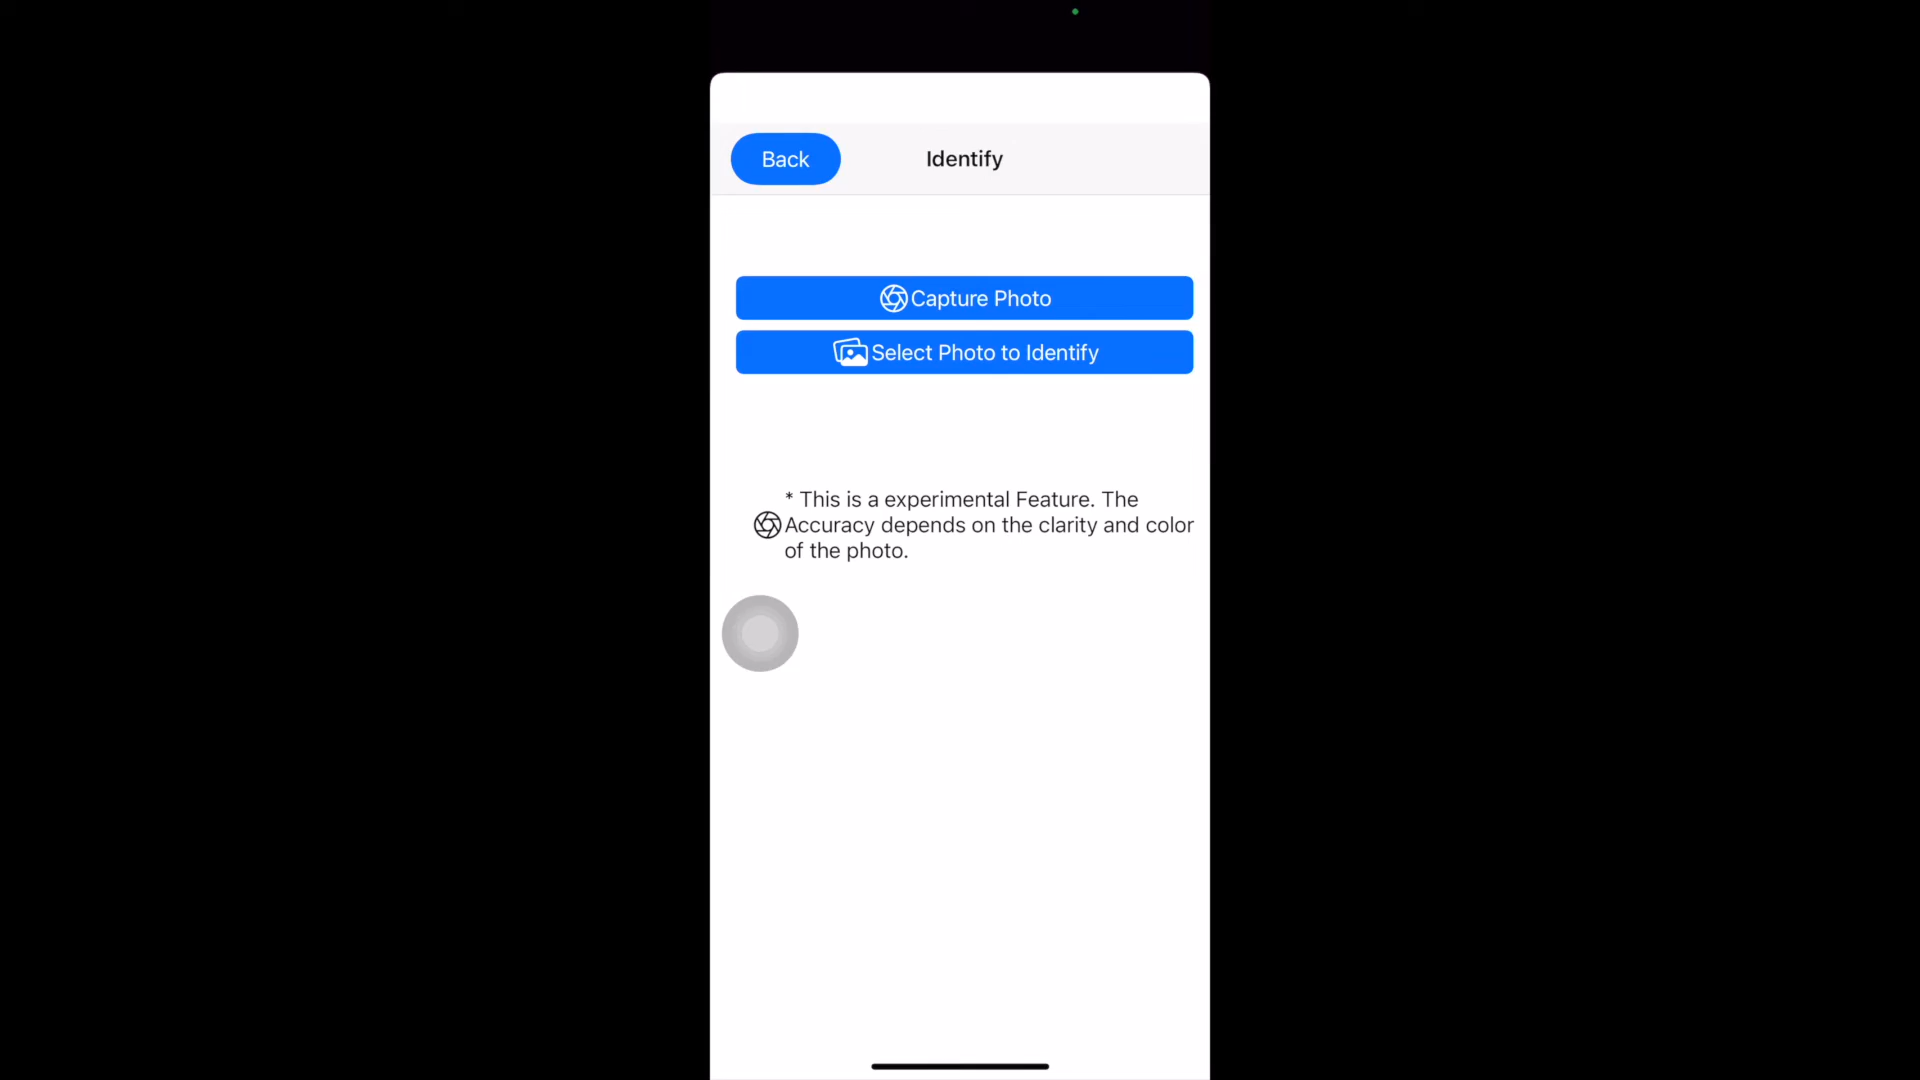 Back
Identify
Capture Photo
Select Photo to Identify
* This is a experimental Feature. The
Accuracy depends on the clarity and color
of the photo.